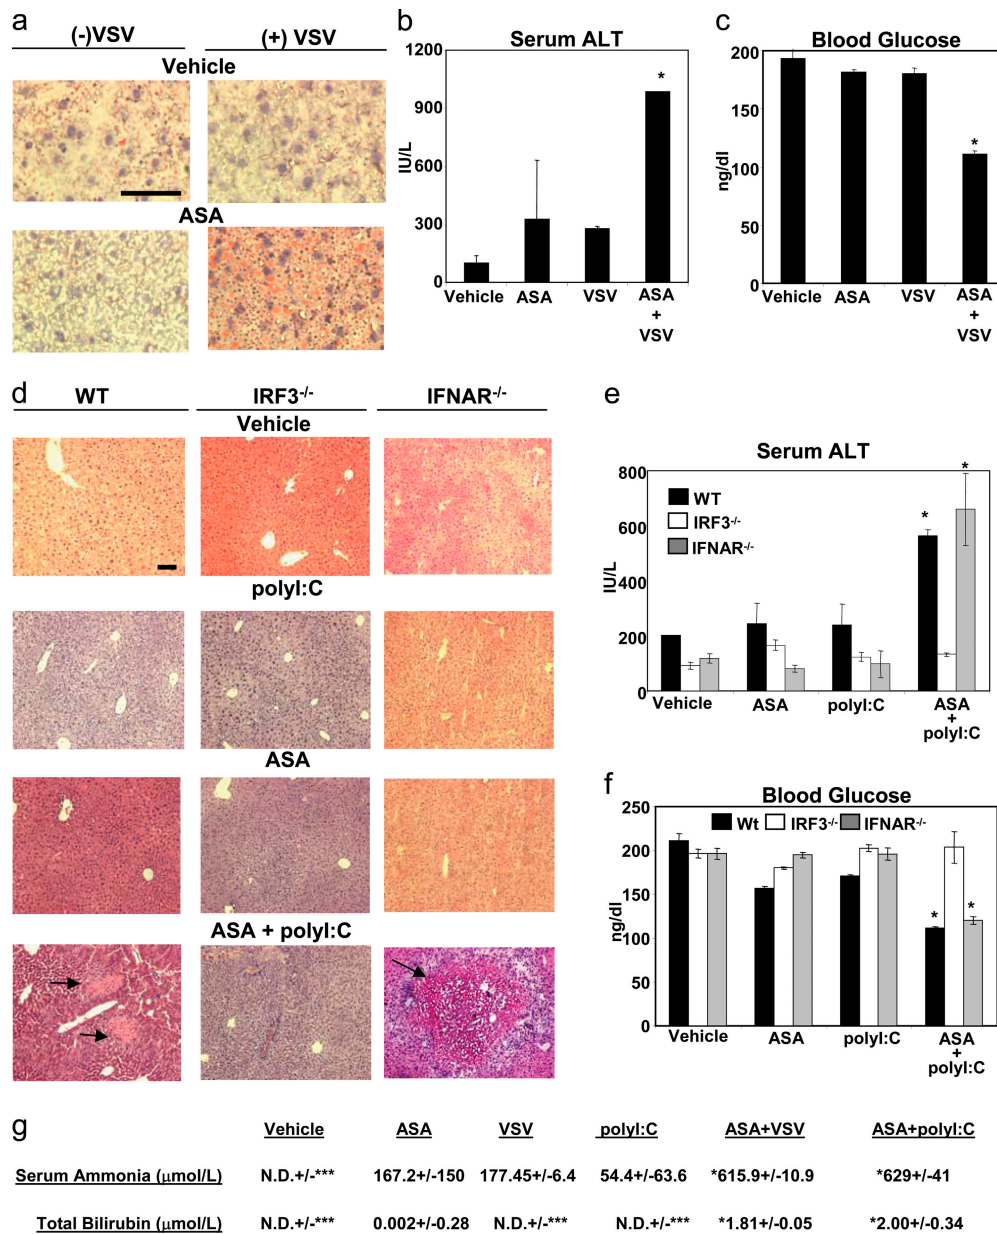 a
(-)VSV (+) VSV
Vehicle
ASA
b
Serum ALT
1200
900
600
300
0
IU/L
*
Vehicle ASA VSV ASA
+
VSV
c
Blood Glucose
200
150
100
50
0
ng/dl
*
Vehicle ASA VSV ASA
+
VSV
d
WT IRF3-/- IFNAR-/-
Vehicle
polyI:C
ASA
ASA + polyI:C
e
Serum ALT
800
600
400
200
0
IU/L
WT
IRF3-/-
IFNAR-/-
* *
Vehicle ASA polyI:C ASA
+
polyI:C
f
Blood Glucose
250
200
150
100
50
0
ng/dl
Wt IRF3-/- IFNAR-/-
* *
Vehicle ASA polyI:C ASA
+
polyI:C
g
Vehicle ASA VSV polyI:C ASA+VSV ASA+polyI:C
Serum Ammonia (μmol/L) N.D.+/-*** 167.2+/-150 177.45+/-6.4 54.4+/-63.6 *615.9+/-10.9 *629+/-41
Total Bilirubin (μmol/L) N.D.+/-*** 0.002+/-0.28 N.D.+/-*** N.D.+/-*** *1.81+/-0.05 *2.00+/-0.34